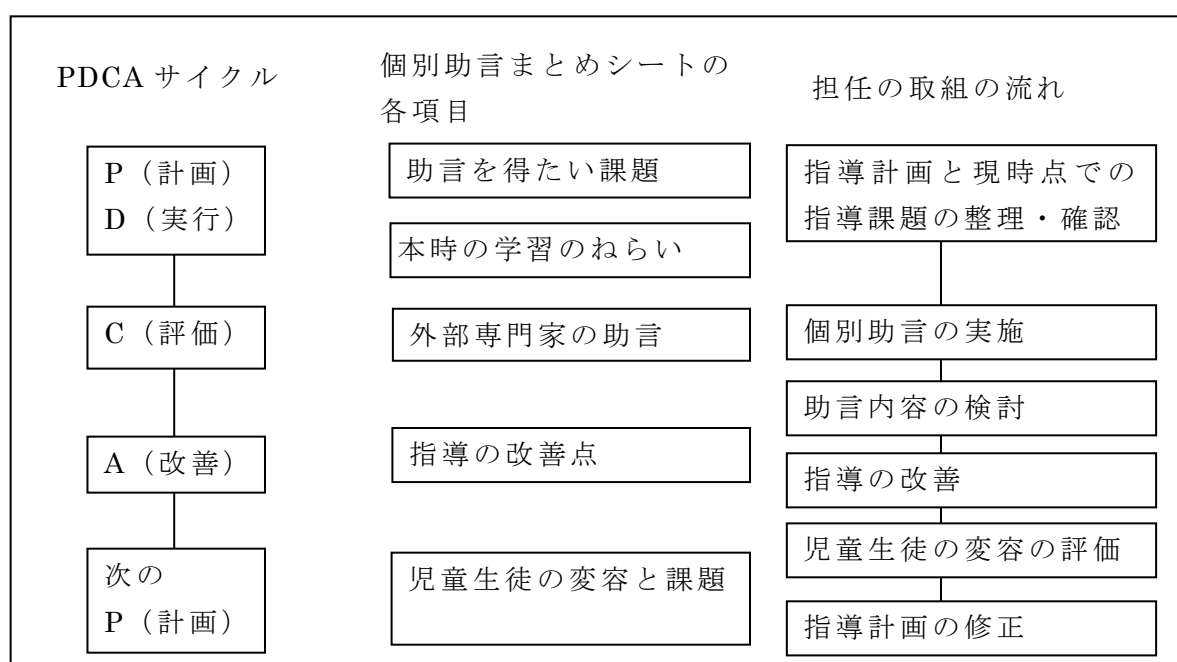 PDCAサイクル
個別助言まとめシートの
各項目
担任の取組の流れ
P(計画)
D(実行)
C(評価)
A(改善)
次の
P(計画)
助言を得たい課題
本時の学習のねらい
外部専門家の助言
指導の改善点
児童生徒の変容と課題
指導計画と現時点での
指導課題の整理・確認
個別助言の実施
助言内容の検討
指導の改善
児童生徒の変容の評価
指導計画の修正